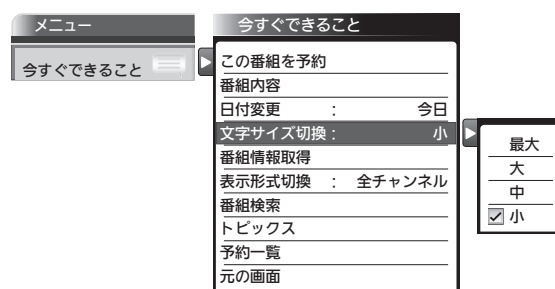 メニュー
今すぐできること
今すぐできること
この番組を予約
番組内容
日付変更 : 今日
文字サイズ切換 : 小
番組情報取得
表示形式切換 : 全チャンネル
番組検索
トピックス
予約一覧
元の画面
最大
大
中
小